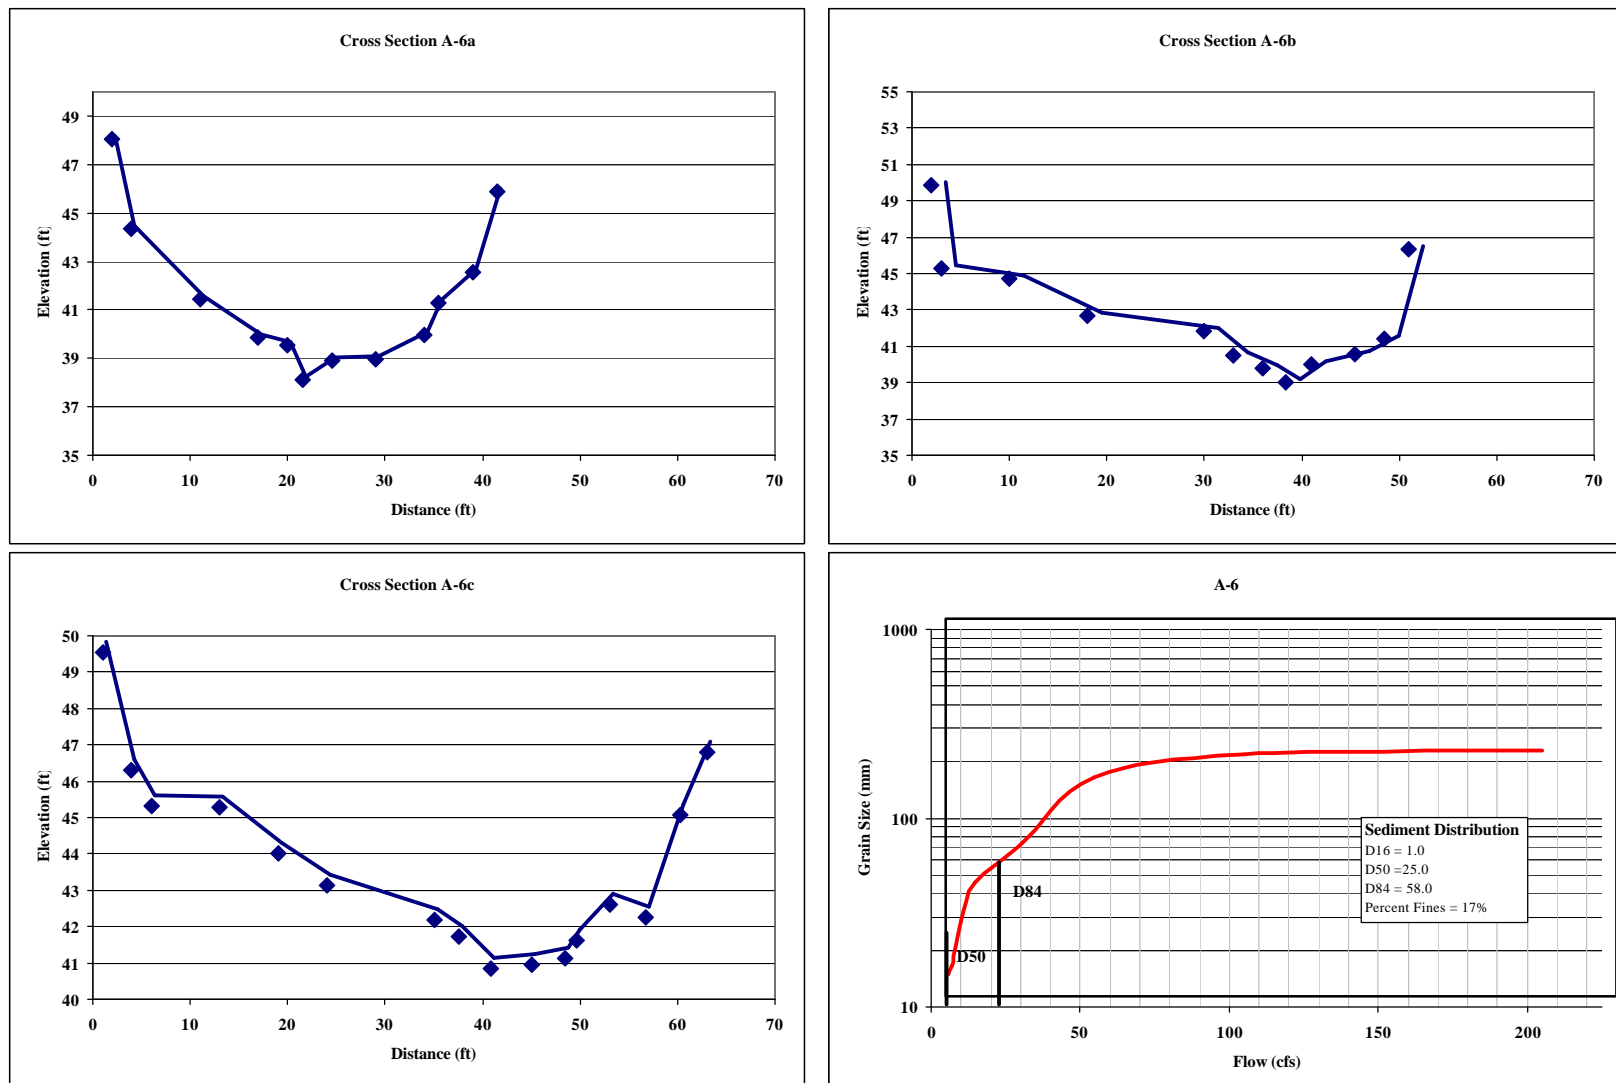 Cross Section A-6a
49
47
45
43
41
39
37
35
Elevation (ft)
0 10 20 30 40 50 60 70
Distance (ft)
Cross Section A-6b
55
53
51
49
47
45
43
41
39
37
35
Elevation (ft)
0 10 20 30 40 50 60 70
Distance (ft)
Cross Section A-6c
50
49
48
47
46
45
44
43
42
41
40
Elevation (ft)
0 10 20 30 40 50 60 70
Distance (ft)
A-6
1000
100
10
Grain Size (mm)
D50
D84
Sediment Distribution
D16 = 1.0
D50 =25.0
D84 = 58.0
Percent Fines = 17%
0 50 100 150 200
Flow (cfs)